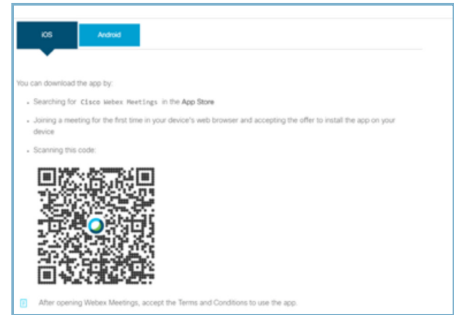 iOS
Android
You can download the app by:
Searching for Cisco Webex Meetings in the App Store
Joining a meeting for the first time in your device's web browser and accepting the offer to install the app on your
device
Scanning this code:
After opening Webex Meetings, accept the Terms and Conditions to use the app.